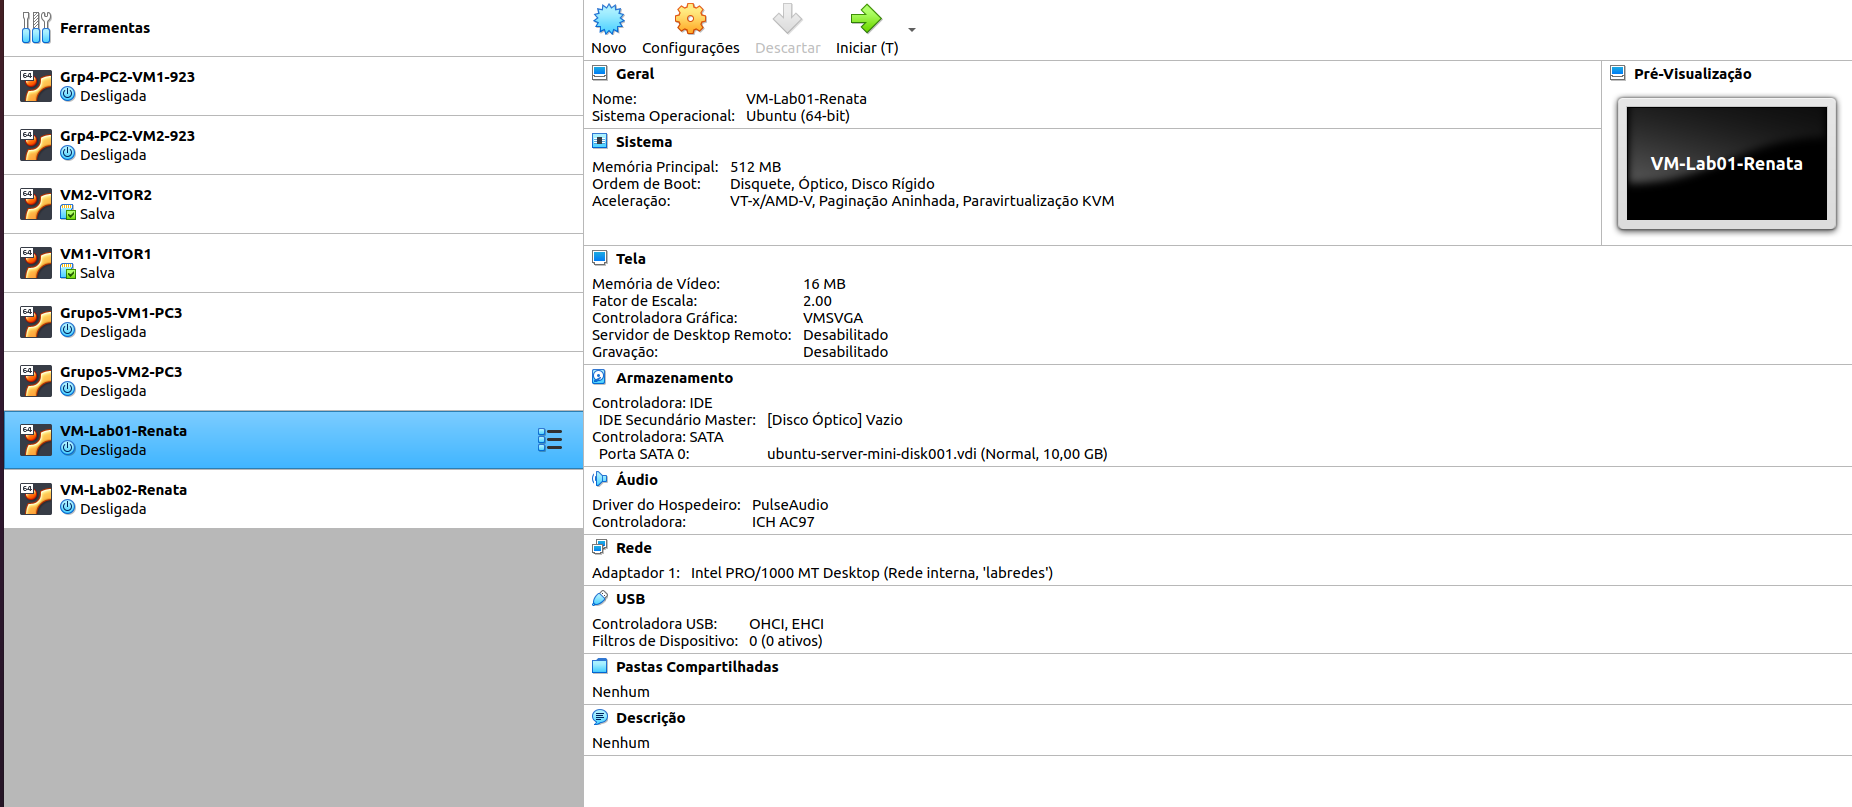 Ferramentas
64
Grp4-PC2-VM1-923
Desligada
64
Grp4-PC2-VM2-923
Desligada
64
VM2-VITOR2
Salva
64
VM1-VITOR1
Salva
64
Grupo5-VM1-PC3
Desligada
64
Grupo5-VM2-PC3
Desligada
64
VM-Lab01-Renata
Desligada
64
VM-Lab02-Renata
Desligada
Novo Configurações Descartar Iniciar (T)
Geral
Nome: VM-Lab01-Renata
Sistema Operacional: Ubuntu (64-bit)
Sistema
Memória Principal: 512 MB
Ordem de Boot: Disquete, Óptico, Disco Rígido
Aceleração: VT-x/AMD-V, Paginação Aninhada, Paravirtualização KVM
Pré-Visualização
VM-Lab01-Renata
Tela
Memória de Vídeo: 16 MB
Fator de Escala: 2.00
Controladora Gráfica: VMSVGA
Servidor de Desktop Remoto: Desabilitado
Gravação: Desabilitado
Armazenamento
Controladora: IDE
IDE Secundário Master: [Disco Óptico] Vazio
Controladora: SATA
Porta SATA 0: ubuntu-server-mini-disk001.vdi (Normal, 10,00 GB)
Áudio
Driver do Hospedeiro: PulseAudio
Controladora: ICH AC97
Rede
Adaptador 1: Intel PRO/1000 MT Desktop (Rede interna, 'labredes')
USB
Controladora USB: OHCI, EHCI
Filtros de Dispositivo: 0 (0 ativos)
Pastas Compartilhadas
Nenhum
Descrição
Nenhum